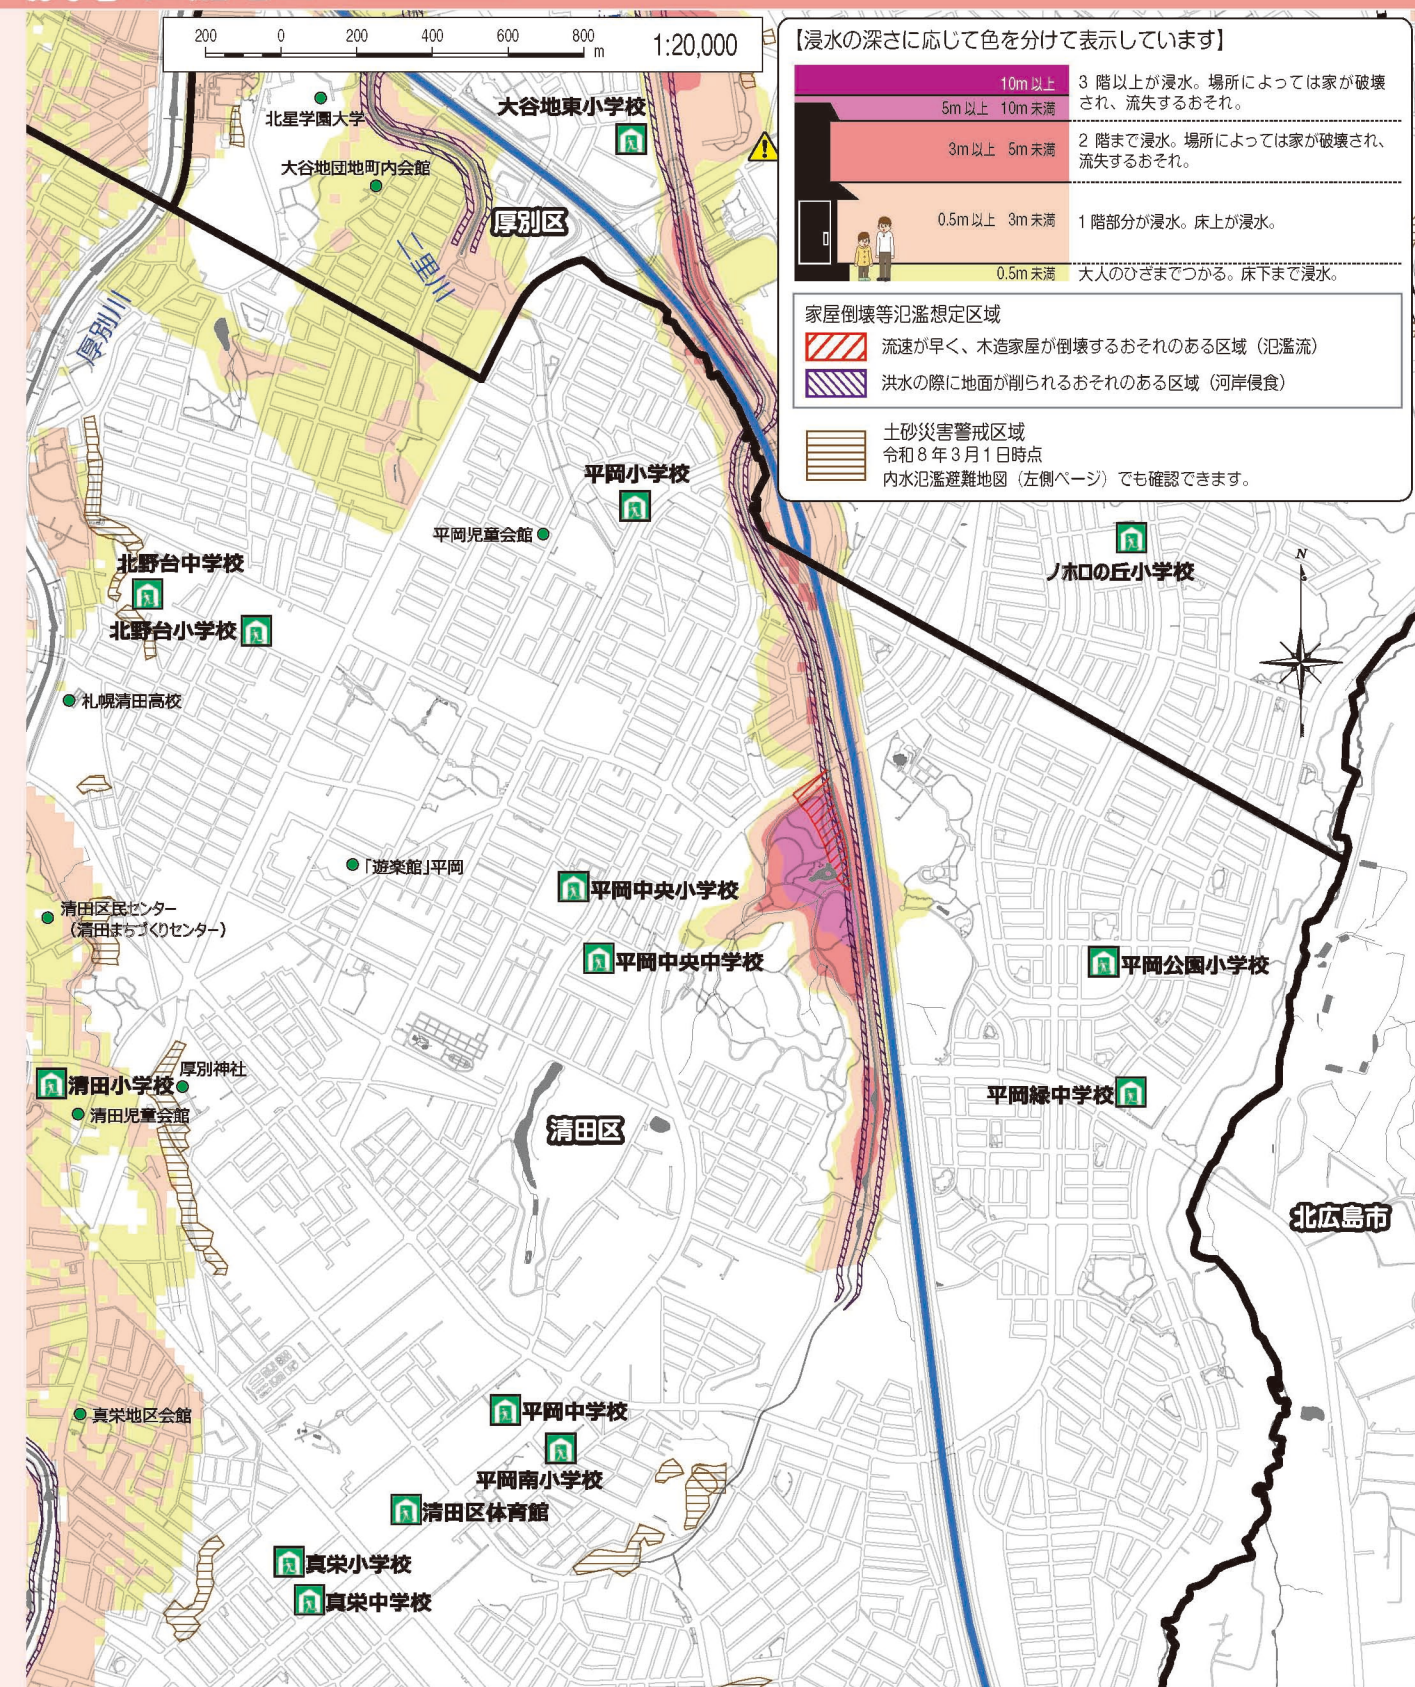 200 0 200 400 600 800 m 1:20,000
【浸水の深さに応じて色を分けて表示しています】
10m 以上
3 階以上が浸水。場所によっては家が破壊
され、流失するおそれ。
5m 以上 10m 未満
3m 以上 5m 未満
2 階まで浸水。場所によっては家が破壊され、
流失するおそれ。
0.5m 以上 3m 未満
1 階部分が浸水。床上が浸水。
0.5m 未満
大人のひざまでつかる。床下まで浸水。
家屋倒壊等氾濫想定区域
流速が早く、木造家屋が倒壊するおそれのある区域（氾濫流）
洪水の際に地面が削られるおそれのある区域（河岸侵食）
土砂災害警戒区域
令和 8 年 3 月 1 日時点
内水氾濫避難地図（左側ページ）でも確認できます。
北星学園大学
大谷地東小学校
大谷地団地町内会館
厚別区
二里川
厚別川
平岡小学校
平岡児童会館
ノホロの丘小学校
N
北野台中学校
北野台小学校
札幌清田高校
「遊楽館」平岡
平岡中央小学校
清田区民センター
（清田まちづくりセンター）
平岡中央中学校
平岡公園小学校
厚別神社
清田小学校
清田児童会館
平岡緑中学校
清田区
北広島市
真栄地区会館
平岡中学校
平岡南小学校
清田区体育館
真栄小学校
真栄中学校